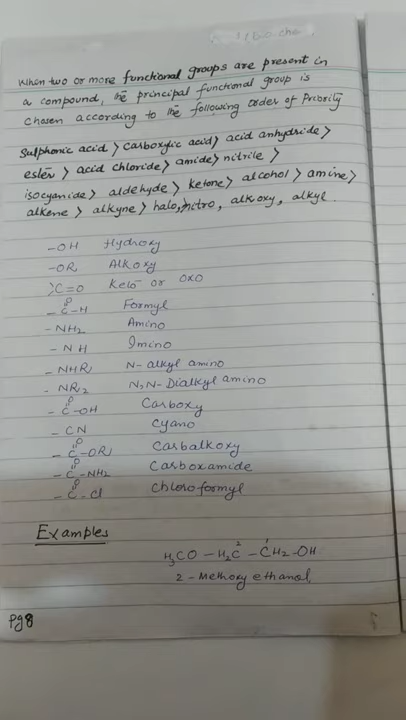 When two or more functional groups are present in
a compound, the principal functional group is
chosen according to the following order of Priority
Sulphonic acid > carboxylic acid > acid anhydride >
ester > acid chloride > amide > nitrile >
isocyanide > aldehyde > ketone > alcohol > amine >
alkene > alkyne > halo, nitro, alkoxy, alkyl.
-OH Hydroxy
-OR Alkoxy
>C=O Keto or oxo
-C(=O)-H Formyl
-NH2 Amino
-NH Imino
-NHR N-alkyl amino
-NR2 N,N-Dialkyl amino
-C(=O)-OH Carboxy
-CN Cyano
-C(=O)-OR Carbalkoxy
-C(=O)-NH2 Carboxamide
-C(=O)-Cl Chloroformyl
Examples
H3CO-H2C2-C1H2-OH
2-Methoxy ethanol
Pg8